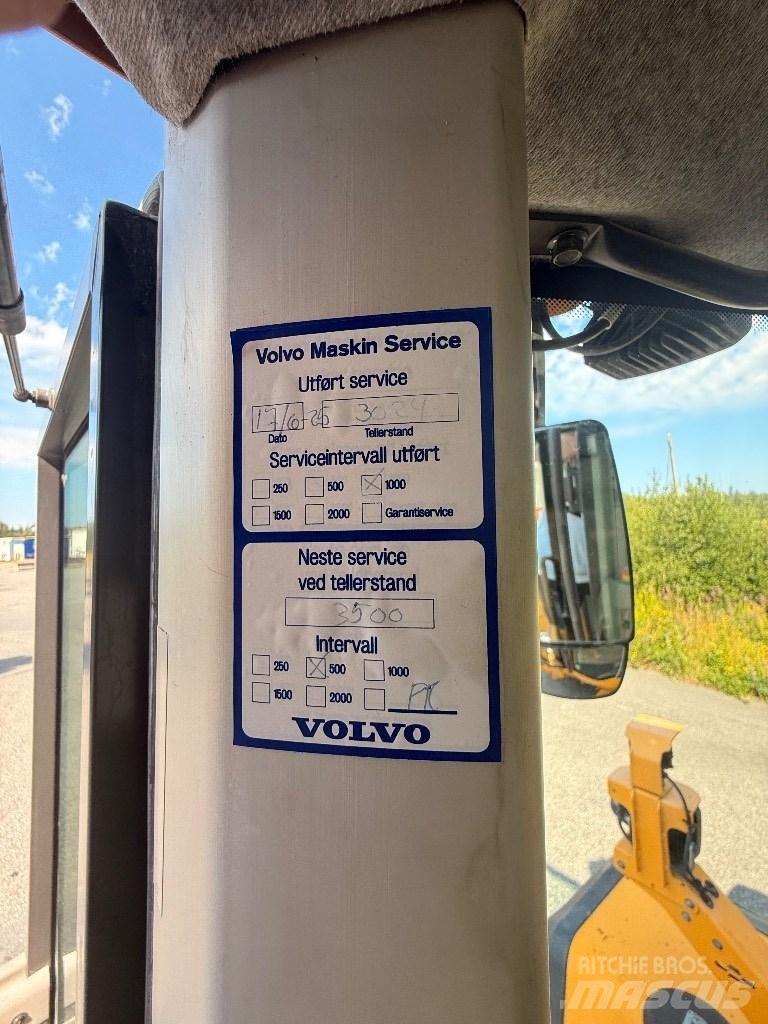 Volvo Maskin Service
Utført service
17/6-25 3024
Dato Tellerstand
Serviceintervall utført
250 500 1000
1500 2000 Garantiservice
Neste service
ved tellerstand
3500
Intervall
250 500 1000
1500 2000
VOLVO
RITCHIE BROS.
MASCUS